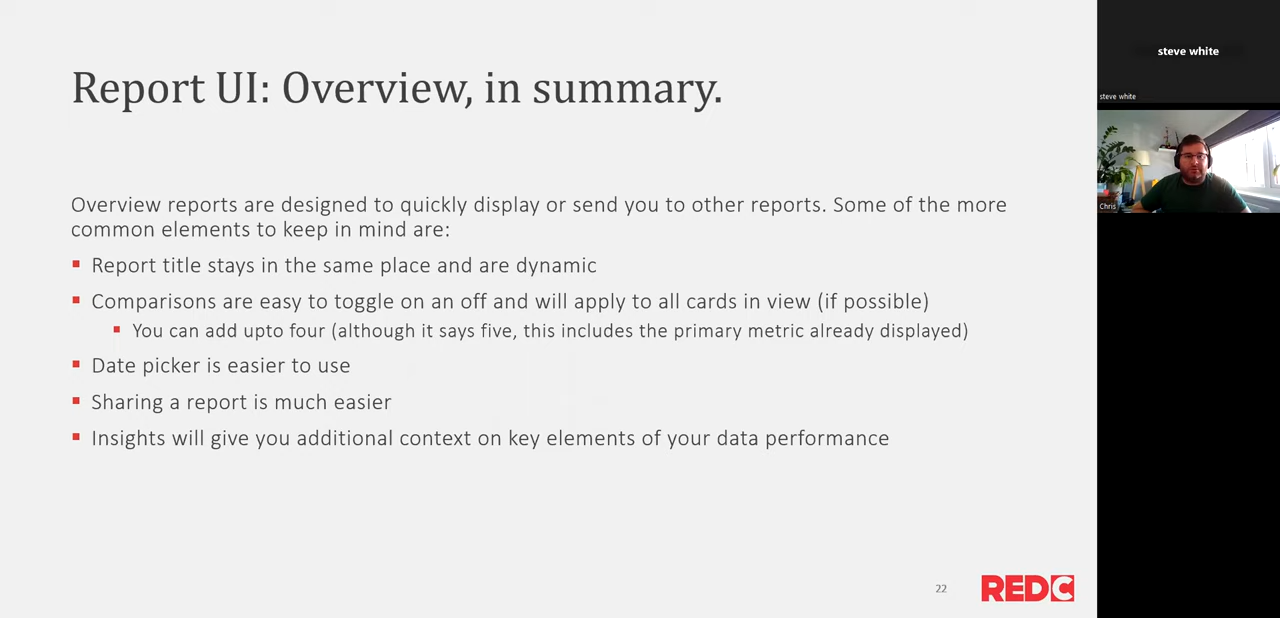 Report UI: Overview, in summary.
Overview reports are designed to quickly display or send you to other reports. Some of the more
common elements to keep in mind are:
Report title stays in the same place and are dynamic
Comparisons are easy to toggle on an off and will apply to all cards in view (if possible)
You can add upto four (although it says five, this includes the primary metric already displayed)
Date picker is easier to use
Sharing a report is much easier
Insights will give you additional context on key elements of your data performance
22
REDC
steve white
steve white
Chris